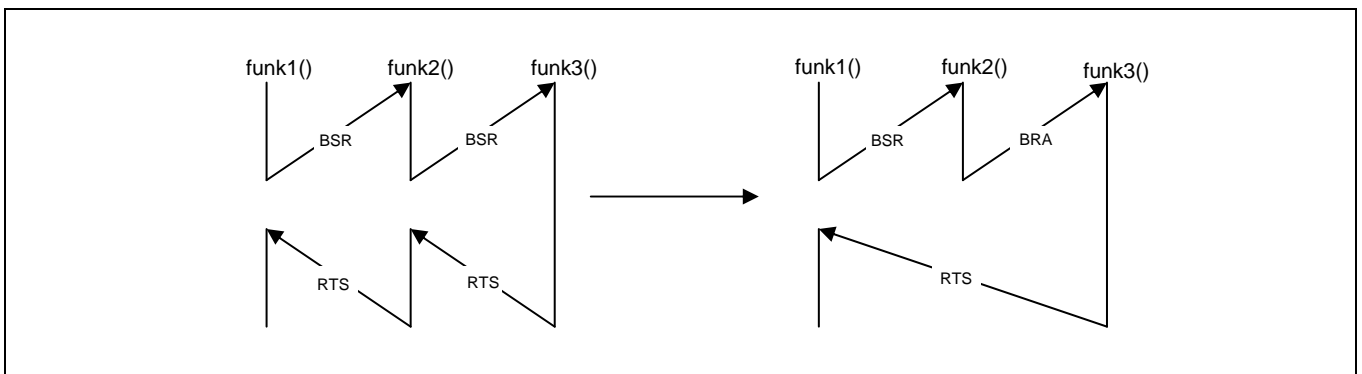 funk1() funk2() funk3() funk1() funk2() funk3()
BSR BSR BSR BRA
RTS RTS RTS